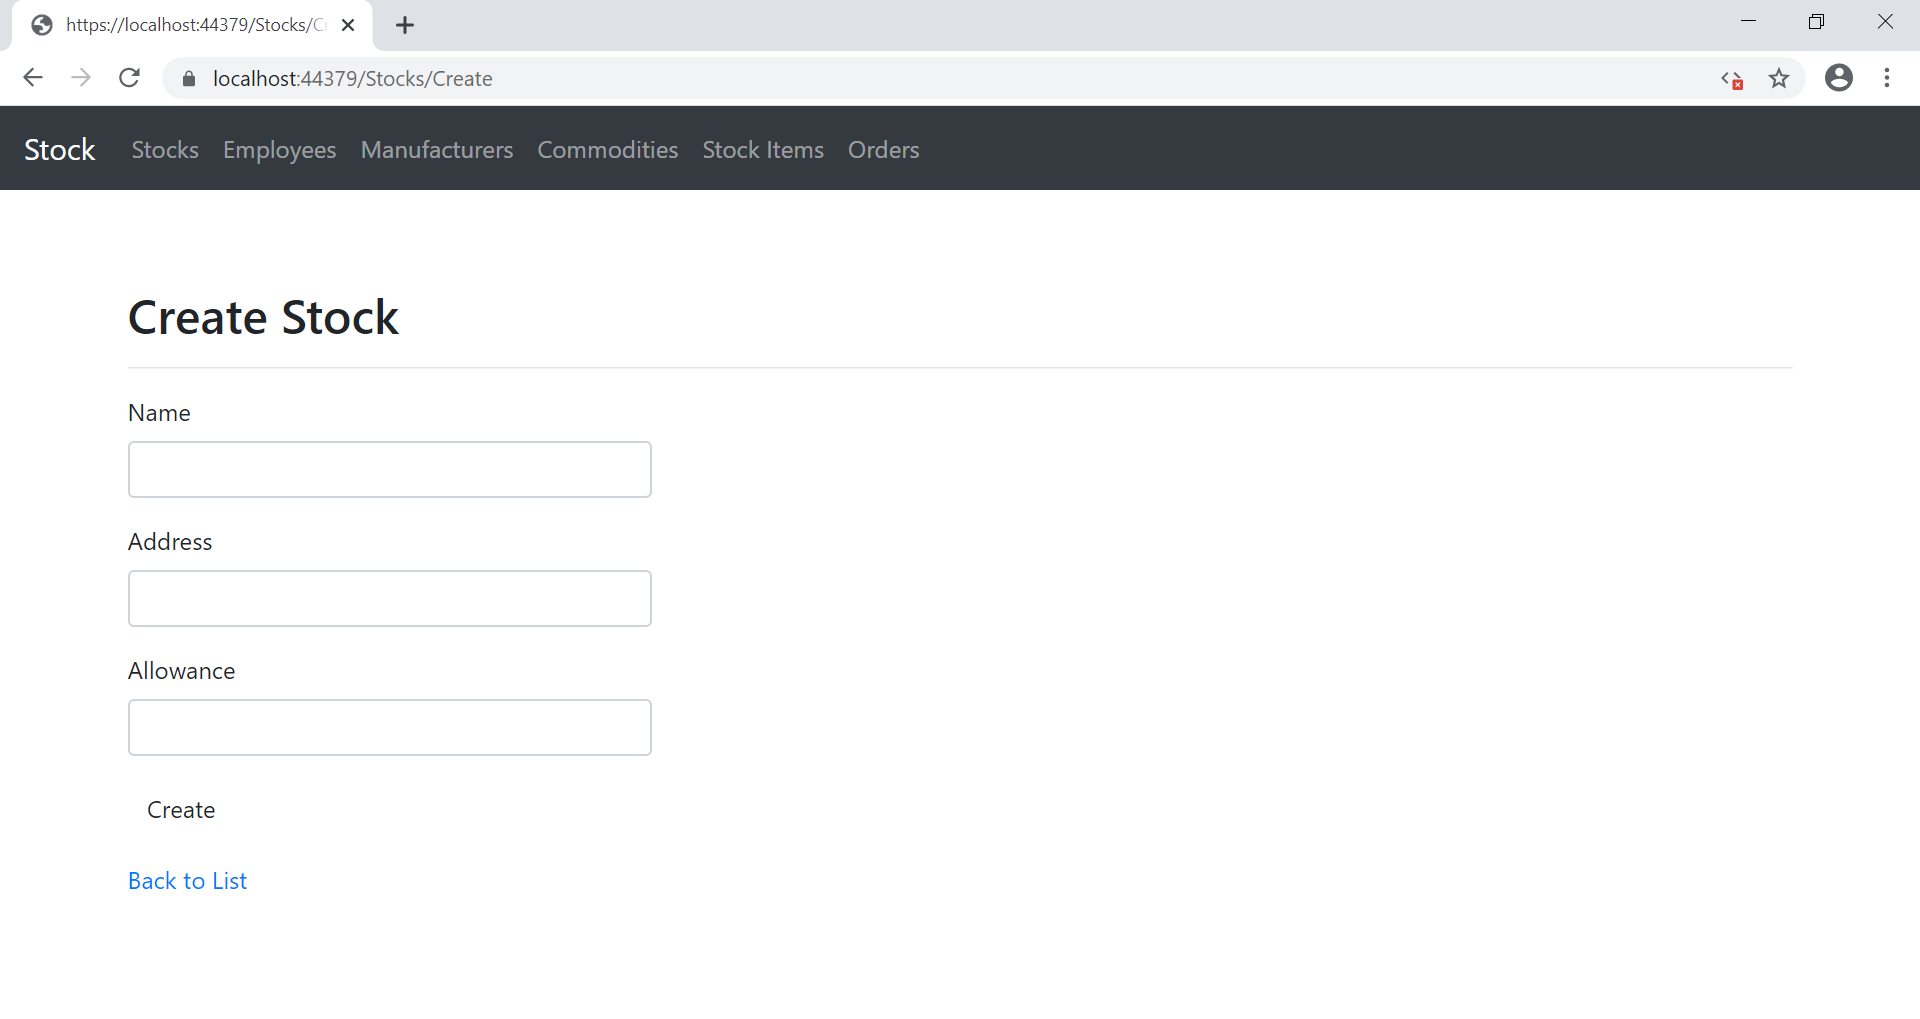 https://localhost:44379/Stocks/C
localhost:44379/Stocks/Create
Stock Stocks Employees Manufacturers Commodities Stock Items Orders
Create Stock
Name
Address
Allowance
Create
Back to List